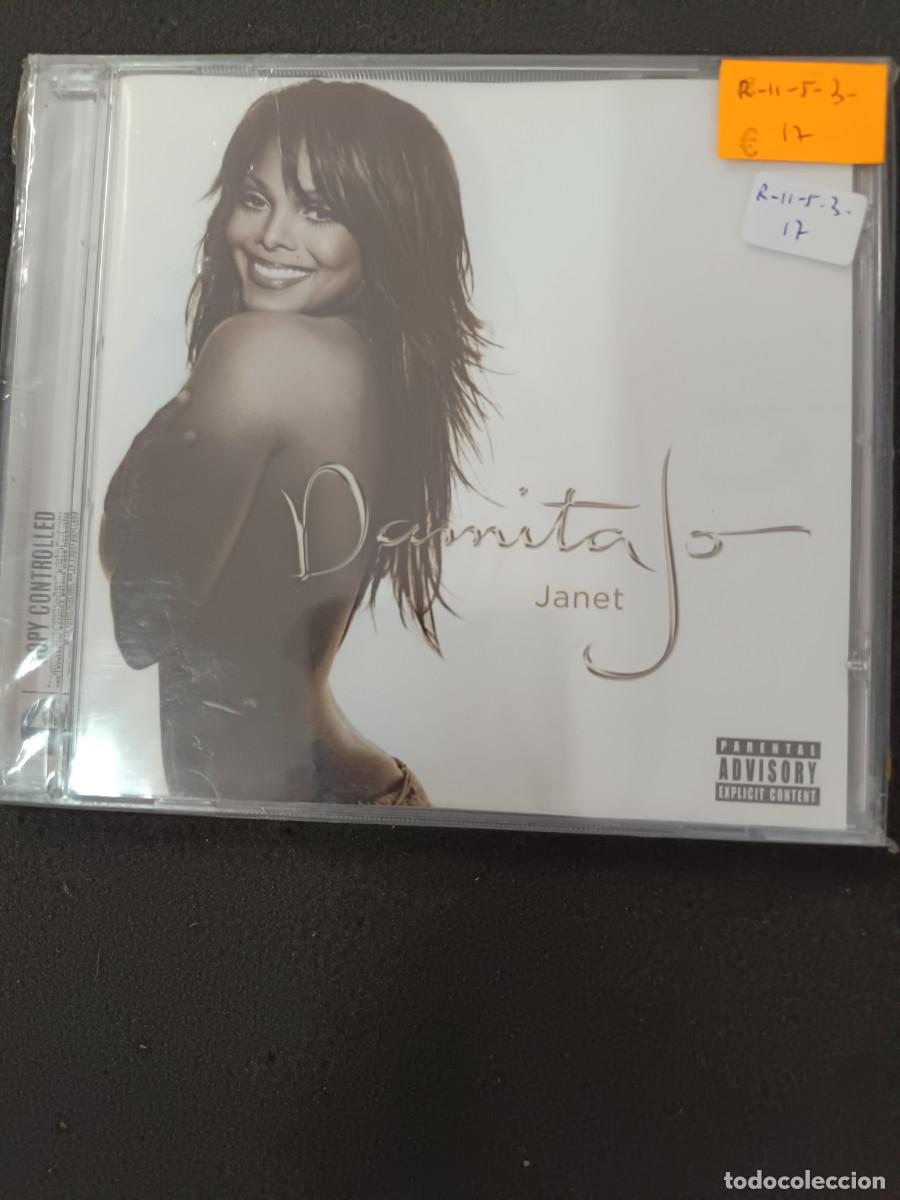 R-11-5-3-
€ 17
R-11-5-3-
17
Damita Jo
Janet
COPY CONTROLLED
PARENTAL
ADVISORY
EXPLICIT CONTENT
todocoleccion